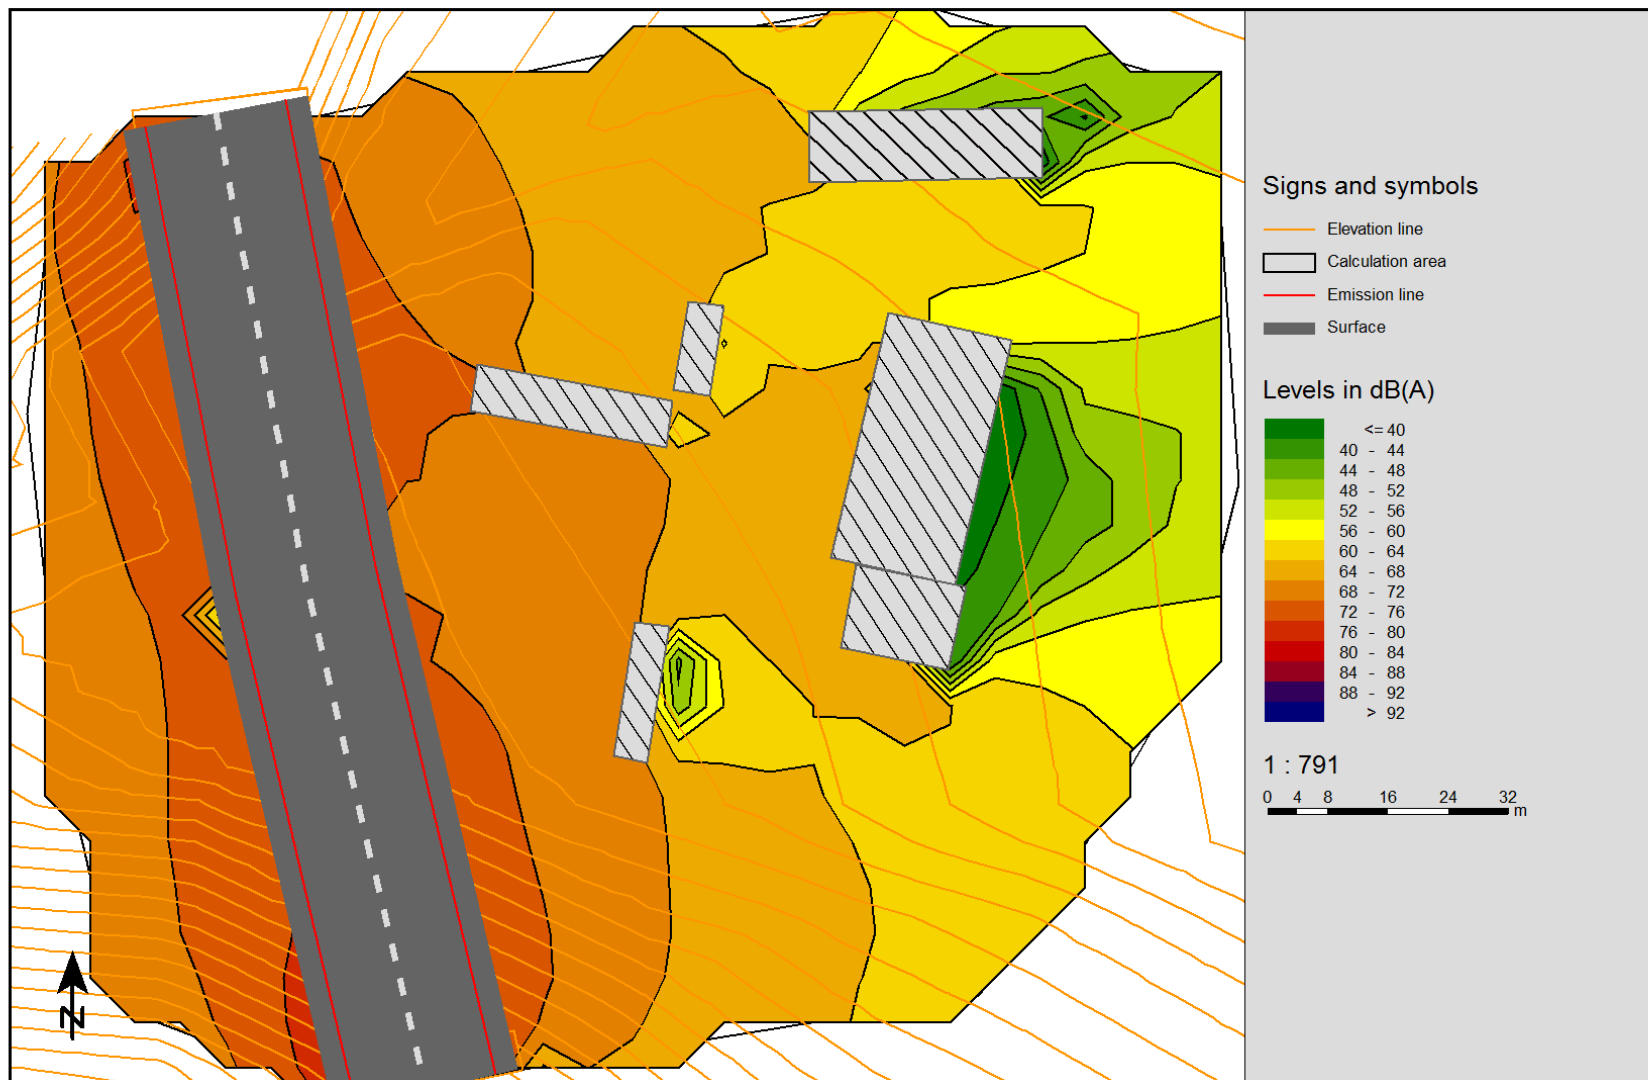 Signs and symbols
Elevation line
Calculation area
Emission line
Surface
Levels in dB(A)
<= 40
40 - 44
44 - 48
48 - 52
52 - 56
56 - 60
60 - 64
64 - 68
68 - 72
72 - 76
76 - 80
80 - 84
84 - 88
88 - 92
> 92
1 : 791
0 4 8 16 24 32
m
N